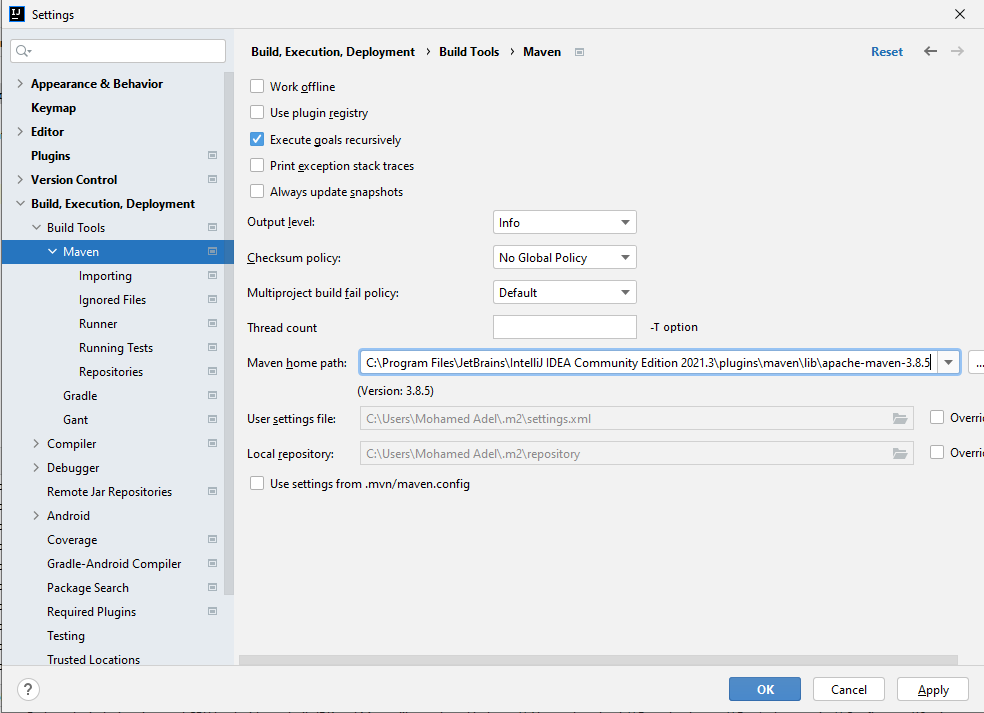 Settings
Build, Execution, Deployment › Build Tools › Maven
Reset
Appearance & Behavior
Keymap
Editor
Plugins
Version Control
Build, Execution, Deployment
Build Tools
Maven
Importing
Ignored Files
Runner
Running Tests
Repositories
Gradle
Gant
Compiler
Debugger
Remote Jar Repositories
Android
Coverage
Gradle-Android Compiler
Package Search
Required Plugins
Testing
Trusted Locations
Work offline
Use plugin registry
Execute goals recursively
Print exception stack traces
Always update snapshots
Output level: Info
Checksum policy: No Global Policy
Multiproject build fail policy: Default
Thread count -T option
Maven home path: C:\Program Files\JetBrains\IntelliJ IDEA Community Edition 2021.3\plugins\maven\lib\apache-maven-3.8.5 ...
(Version: 3.8.5)
User settings file: C:\Users\Mohamed Adel\.m2\settings.xml Overri
Local repository: C:\Users\Mohamed Adel\.m2\repository Overri
Use settings from .mvn/maven.config
? OK Cancel Apply